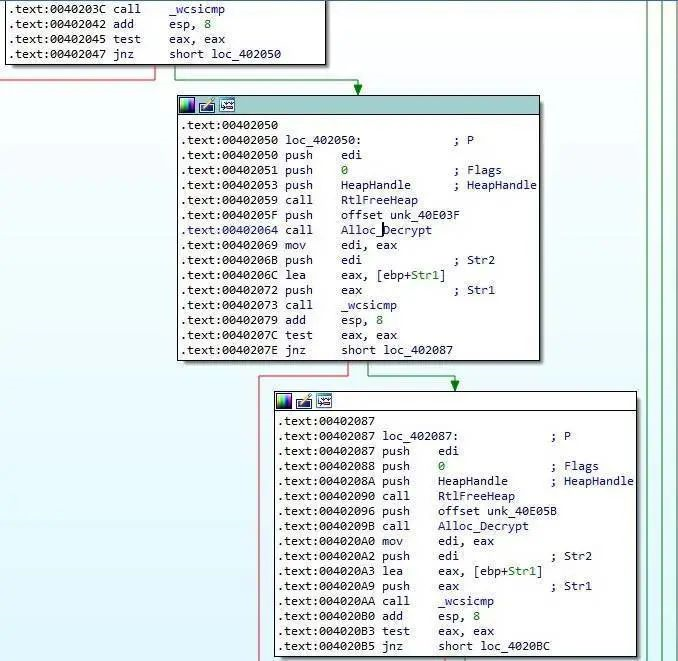 .text:0040203C call _wcsicmp
.text:00402042 add esp, 8
.text:00402045 test eax, eax
.text:00402047 jnz short loc_402050
.text:00402050
.text:00402050 loc_402050: ; P
.text:00402050 push edi
.text:00402051 push 0 ; Flags
.text:00402053 push HeapHandle ; HeapHandle
.text:00402059 call RtlFreeHeap
.text:0040205F push offset unk_40E03F
.text:00402064 call Alloc_Decrypt
.text:00402069 mov edi, eax
.text:0040206B push edi ; Str2
.text:0040206C lea eax, [ebp+Str1]
.text:00402072 push eax ; Str1
.text:00402073 call _wcsicmp
.text:00402079 add esp, 8
.text:0040207C test eax, eax
.text:0040207E jnz short loc_402087
.text:00402087
.text:00402087 loc_402087: ; P
.text:00402087 push edi
.text:00402088 push 0 ; Flags
.text:0040208A push HeapHandle ; HeapHandle
.text:00402090 call RtlFreeHeap
.text:00402096 push offset unk_40E05B
.text:0040209B call Alloc_Decrypt
.text:004020A0 mov edi, eax
.text:004020A2 push edi ; Str2
.text:004020A3 lea eax, [ebp+Str1]
.text:004020A9 push eax ; Str1
.text:004020AA call _wcsicmp
.text:004020B0 add esp, 8
.text:004020B3 test eax, eax
.text:004020B5 jnz short loc_4020BC